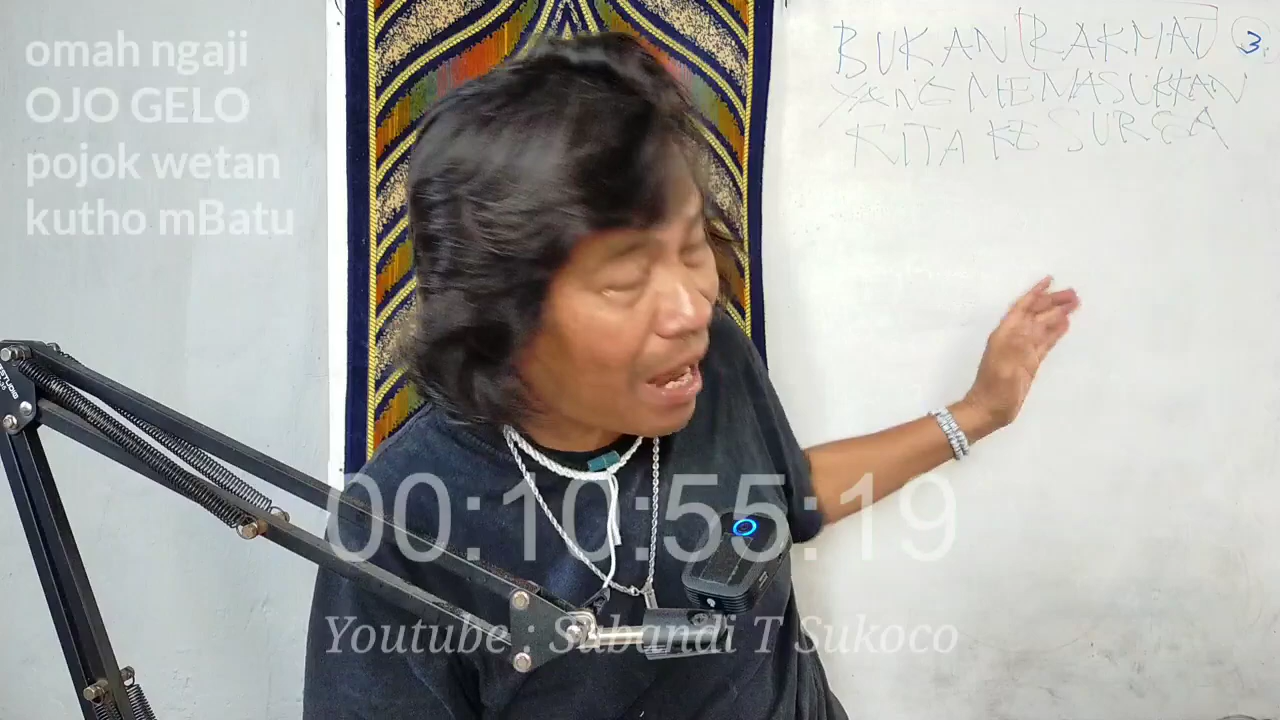 omah ngaji
OJO GELO
pojok wetan
kutho mBatu
BUKAN RAKMAT 3
YANG MEMASUKKAN
KITA KE SURGA
00:10:55:19
Youtube : Subandi T Sukoco